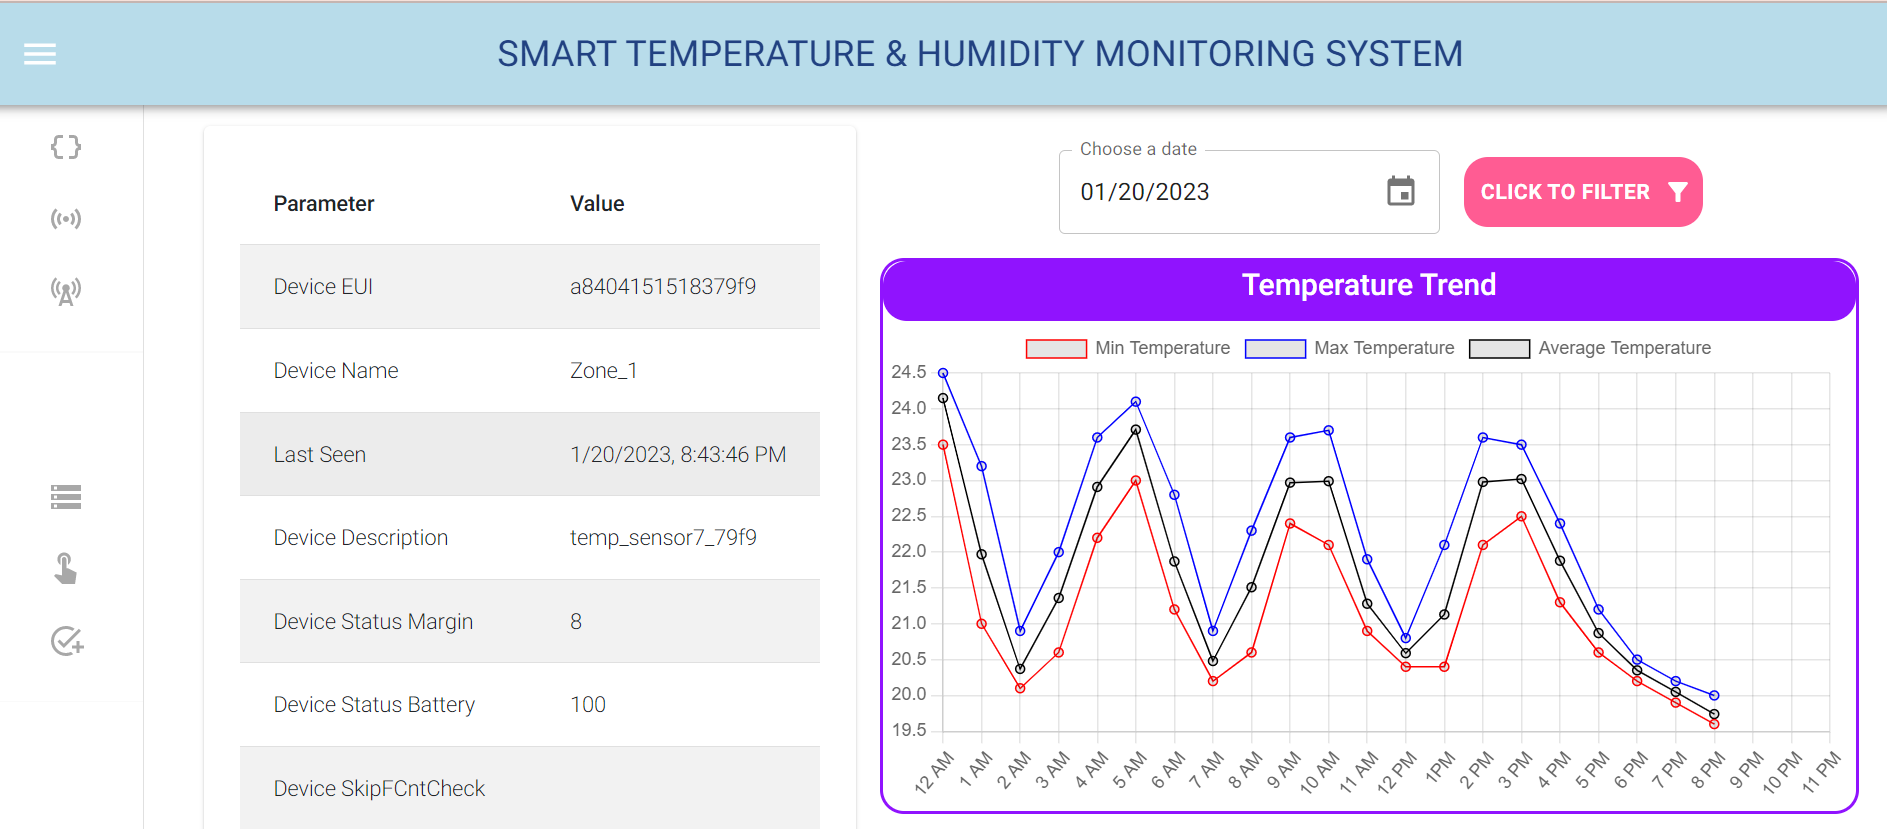 SMART TEMPERATURE & HUMIDITY MONITORING SYSTEM
Parameter Value
Device EUI a8404151518379f9
Device Name Zone_1
Last Seen 1/20/2023, 8:43:46 PM
Device Description temp_sensor7_79f9
Device Status Margin 8
Device Status Battery 100
Device SkipFCntCheck
Choose a date
01/20/2023
CLICK TO FILTER
Temperature Trend
Min Temperature Max Temperature Average Temperature
24.5
24.0
23.5
23.0
22.5
22.0
21.5
21.0
20.5
20.0
19.5
12 AM 1 AM 2 AM 3 AM 4 AM 5 AM 6 AM 7 AM 8 AM 9 AM 10 AM 11 AM 12 PM 1PM 2 PM 3 PM 4 PM 5 PM 6 PM 7 PM 8 PM 9 PM 10 PM 11 PM